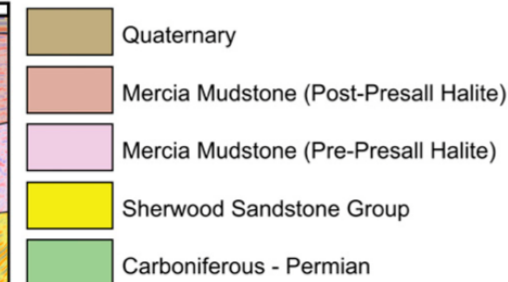 Quaternary
Mercia Mudstone (Post-Presall Halite)
Mercia Mudstone (Pre-Presall Halite)
Sherwood Sandstone Group
Carboniferous - Permian